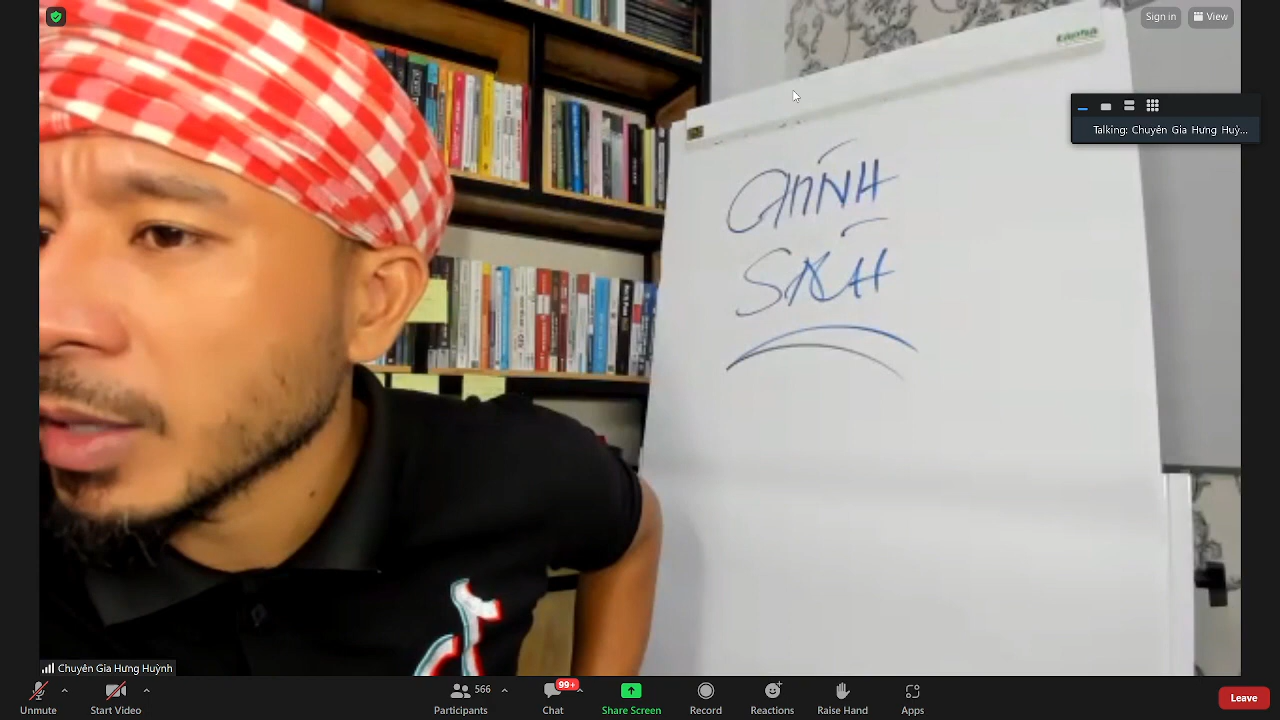 Sign in
View
Talking: Chuyên Gia Hưng Huỳ...
CHÍNH
SÁCH
Chuyên Gia Hưng Huỳnh
Unmute
Start Video
566
Participants
99+
Chat
Share Screen
Record
Reactions
Raise Hand
Apps
Leave